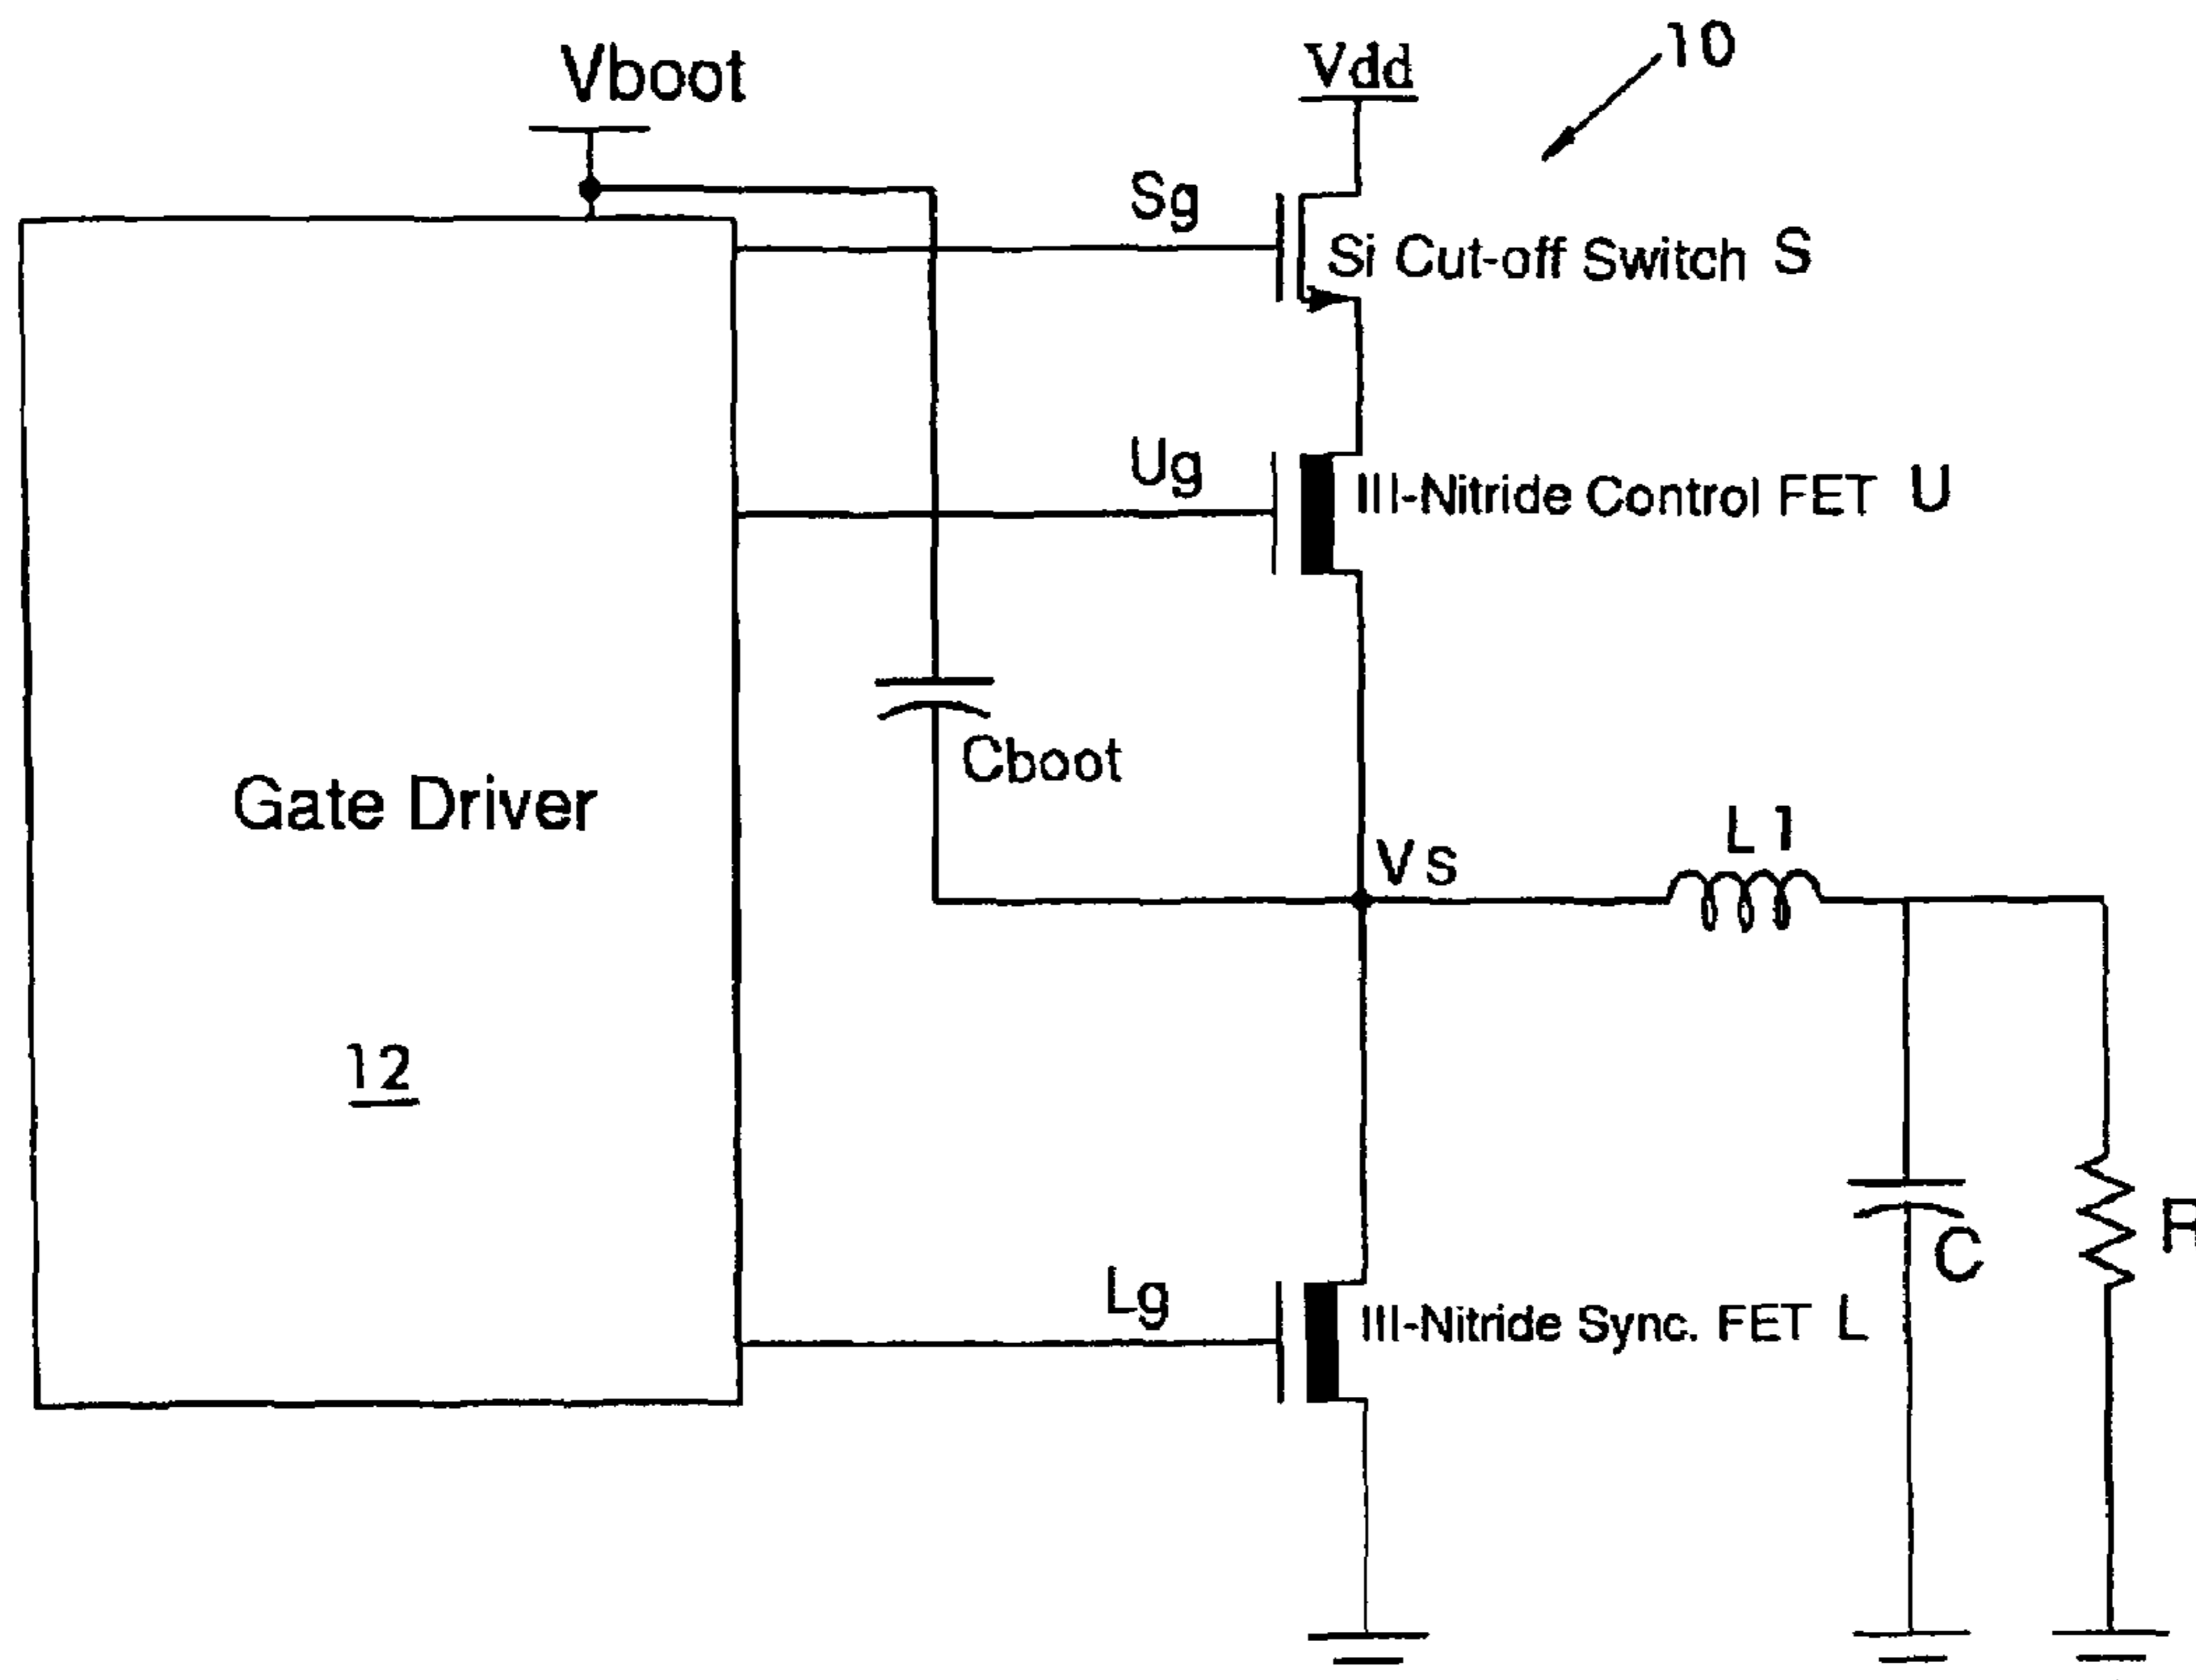 10
Vboot
Vdd
Sg
Si Cut-off Switch S
Ug
III-Nitride Control FET U
Cboot
Gate Driver
Vs
L1
12
R
C
Lg
III-Nitride Sync. FET L